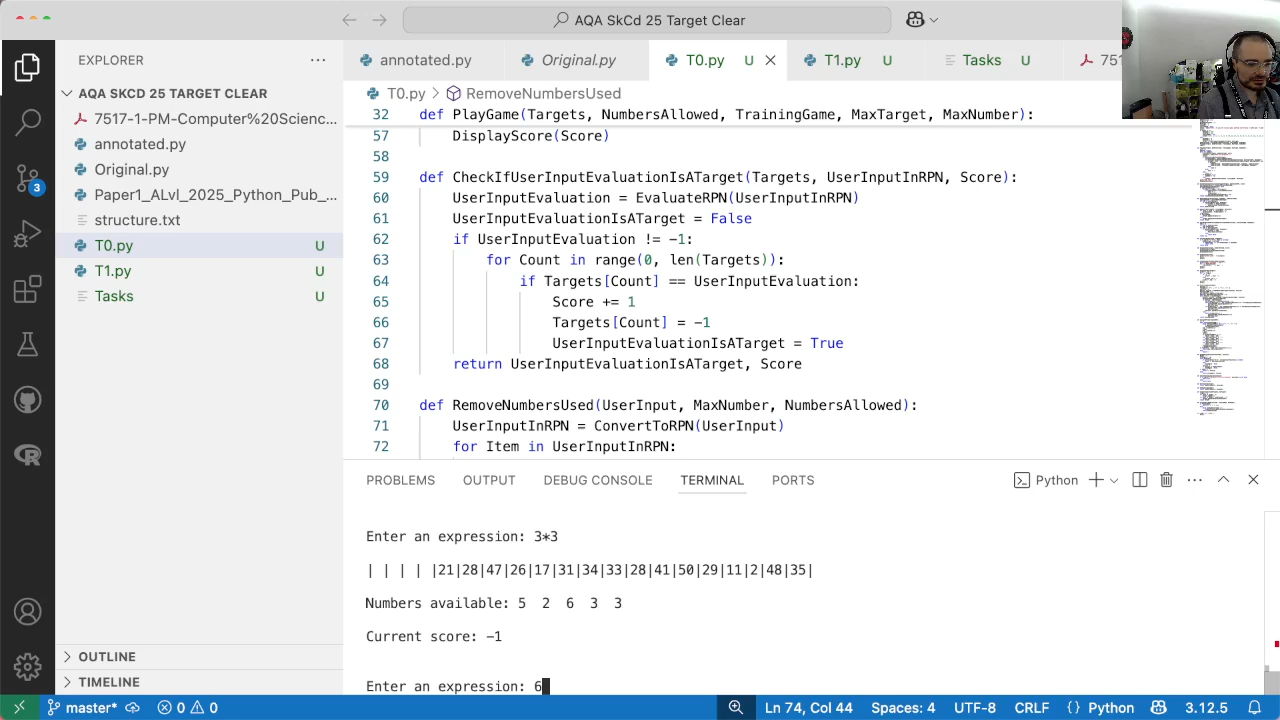 AQA SkCd 25 Target Clear
EXPLORER
annotated.py
Original.py
T0.py U
T1.py U
Tasks U
751
AQA SKCD 25 TARGET CLEAR
T0.py > RemoveNumbersUsed
7517-1-PM-Computer%20Scienc...
annotated.py
Original.py
Paper1_ALvl_2025_Python_Pub_...
structure.txt
T0.py U
T1.py U
Tasks U
3
32 def PlayGame(Targets, NumbersAllowed, TrainingGame, MaxTarget, MaxNumber):
57 DisplayScore(Score)
58
59 def CheckIfUserInputEvaluationIsATarget(Targets, UserInputInRPN, Score):
60 UserInputEvaluation = EvaluateRPN(UserInputInRPN)
61 UserInputEvaluationIsATarget = False
62 if UserInputEvaluation != -1:
63 for Count in range(0, len(Targets)):
64 if Targets[Count] == UserInputEvaluation:
65 Score += 1
66 Targets[Count] = -1
67 UserInputEvaluationIsATarget = True
68 return UserInputEvaluationIsATarget, Score
69
70 def RemoveNumbersUsed(UserInput, MaxNumber, NumbersAllowed):
71 UserInputInRPN = ConvertToRPN(UserInput)
72 for Item in UserInputInRPN:
PROBLEMS OUTPUT DEBUG CONSOLE TERMINAL PORTS
Python
Enter an expression: 3*3
| | | | |21|28|47|26|17|31|34|33|28|41|50|29|11|2|48|35|
Numbers available: 5 2 6 3 3
Current score: -1
Enter an expression: 6
OUTLINE
TIMELINE
master* 0 0 Ln 74, Col 44 Spaces: 4 UTF-8 CRLF {} Python 3.12.5